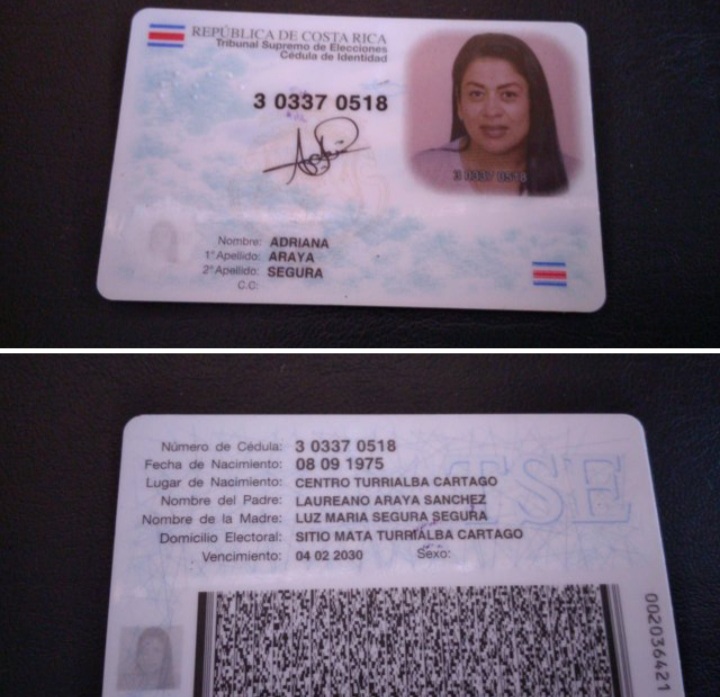 REPÚBLICA DE COSTA RICA
Tribunal Supremo de Elecciones
Cédula de Identidad
3 0337 0518
3 0337 0518
Nombre: ADRIANA
1° Apellido: ARAYA
2° Apellido: SEGURA
C.C:
Número de Cédula: 3 0337 0518
Fecha de Nacimiento: 08 09 1975
Lugar de Nacimiento: CENTRO TURRIALBA CARTAGO
Nombre del Padre: LAUREANO ARAYA SANCHEZ
Nombre de la Madre: LUZ MARIA SEGURA SEGURA
Domicilio Electoral: SITIO MATA TURRIALBA CARTAGO
Vencimiento: 04 02 2030 Sexo:
TSE
002036421